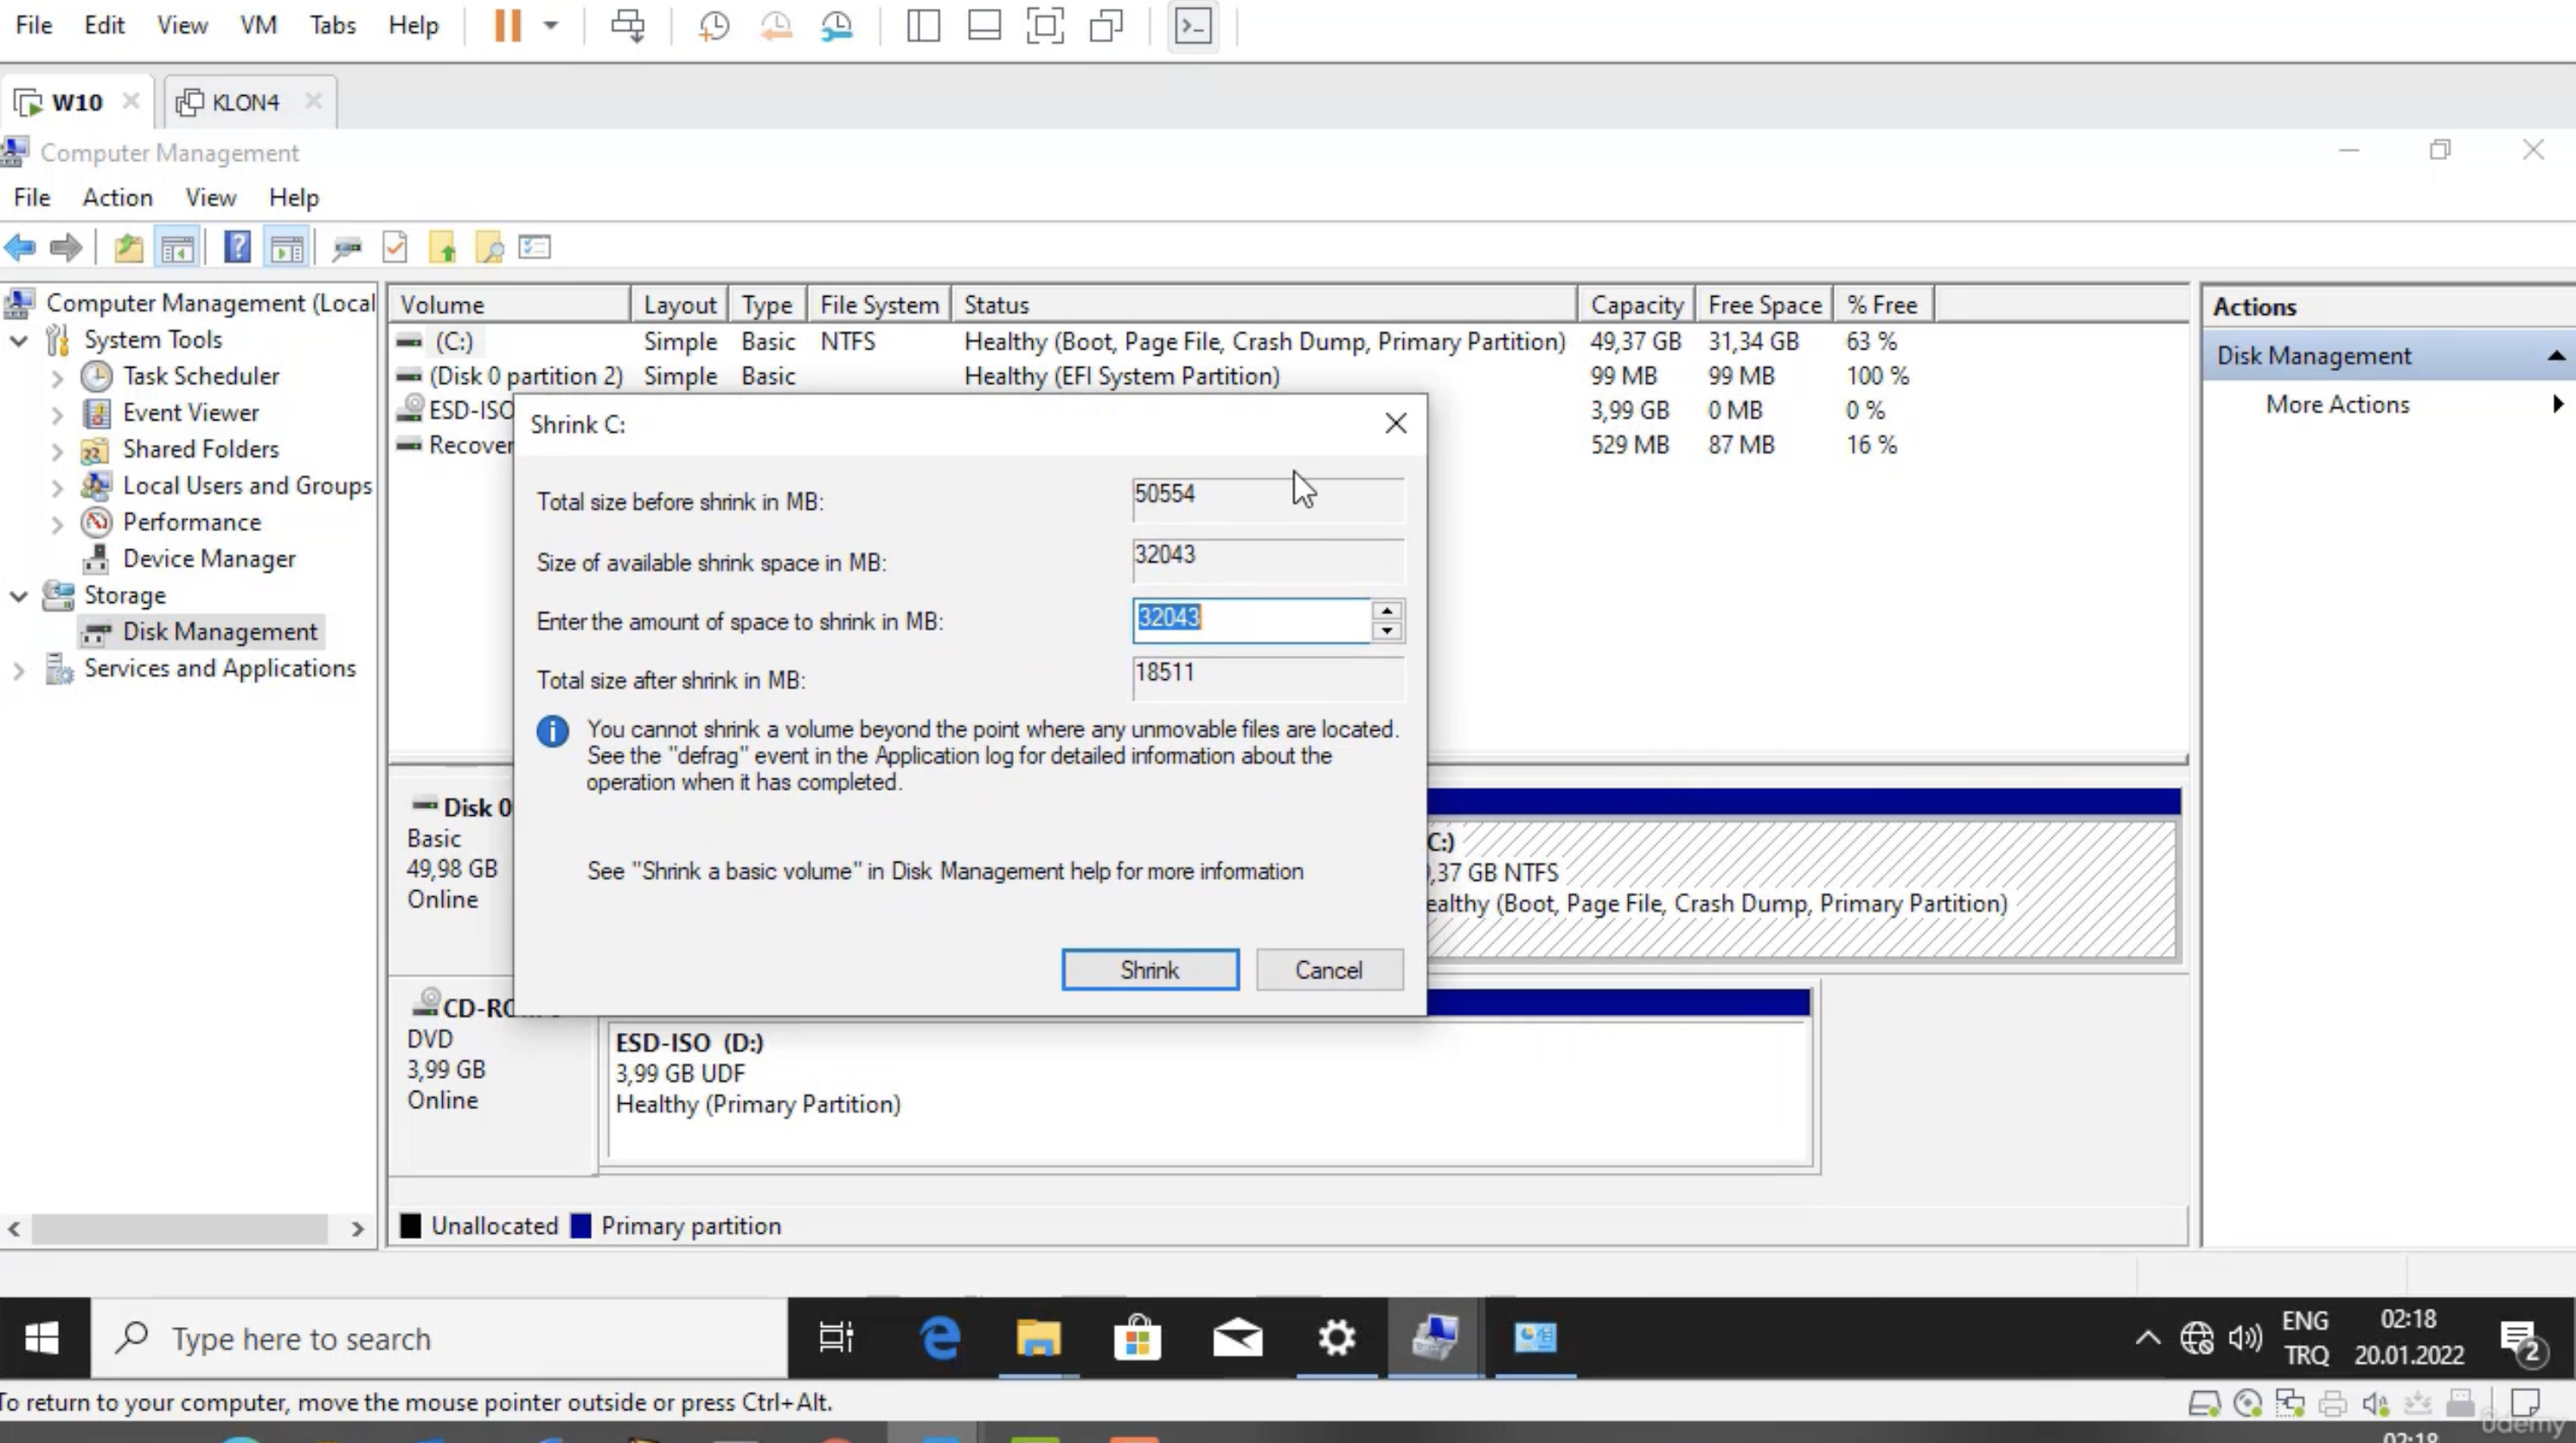 File Edit View VM Tabs Help
W10 KLON4
Computer Management
File Action View Help
Computer Management (Local
System Tools
Task Scheduler
Event Viewer
Shared Folders
Local Users and Groups
Performance
Device Manager
Storage
Disk Management
Services and Applications
Volume Layout Type File System Status Capacity Free Space % Free
(C:) Simple Basic NTFS Healthy (Boot, Page File, Crash Dump, Primary Partition) 49,37 GB 31,34 GB 63 %
(Disk 0 partition 2) Simple Basic Healthy (EFI System Partition) 99 MB 99 MB 100 %
ESD-ISO 3,99 GB 0 MB 0 %
Recover 529 MB 87 MB 16 %
Actions
Disk Management
More Actions
Shrink C:
Total size before shrink in MB: 50554
Size of available shrink space in MB: 32043
Enter the amount of space to shrink in MB: 32043
Total size after shrink in MB: 18511
You cannot shrink a volume beyond the point where any unmovable files are located.
See the "defrag" event in the Application log for detailed information about the
operation when it has completed.
See "Shrink a basic volume" in Disk Management help for more information
Shrink Cancel
Disk 0
Basic
49,98 GB
Online
C:)
,37 GB NTFS
ealthy (Boot, Page File, Crash Dump, Primary Partition)
CD-RO
DVD
3,99 GB
Online
ESD-ISO (D:)
3,99 GB UDF
Healthy (Primary Partition)
Unallocated Primary partition
Type here to search
ENG
TRQ
02:18
20.01.2022
2
To return to your computer, move the mouse pointer outside or press Ctrl+Alt.
ûdemy
02:18